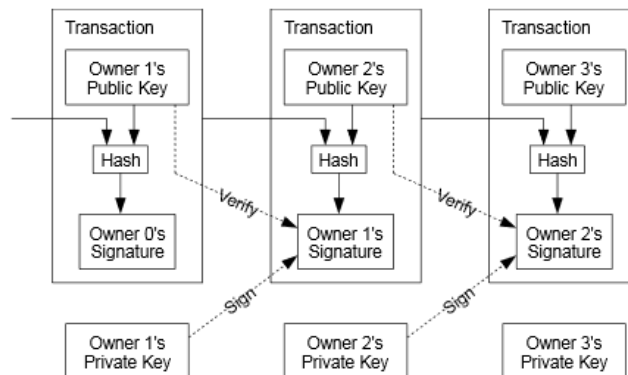 Transaction
Transaction
Transaction
Owner 1's
Public Key
Owner 2's
Public Key
Owner 3's
Public Key
Hash
Hash
Hash
Verify
Verify
Owner 0's
Signature
Owner 1's
Signature
Owner 2's
Signature
Sign
Sign
Owner 1's
Private Key
Owner 2's
Private Key
Owner 3's
Private Key